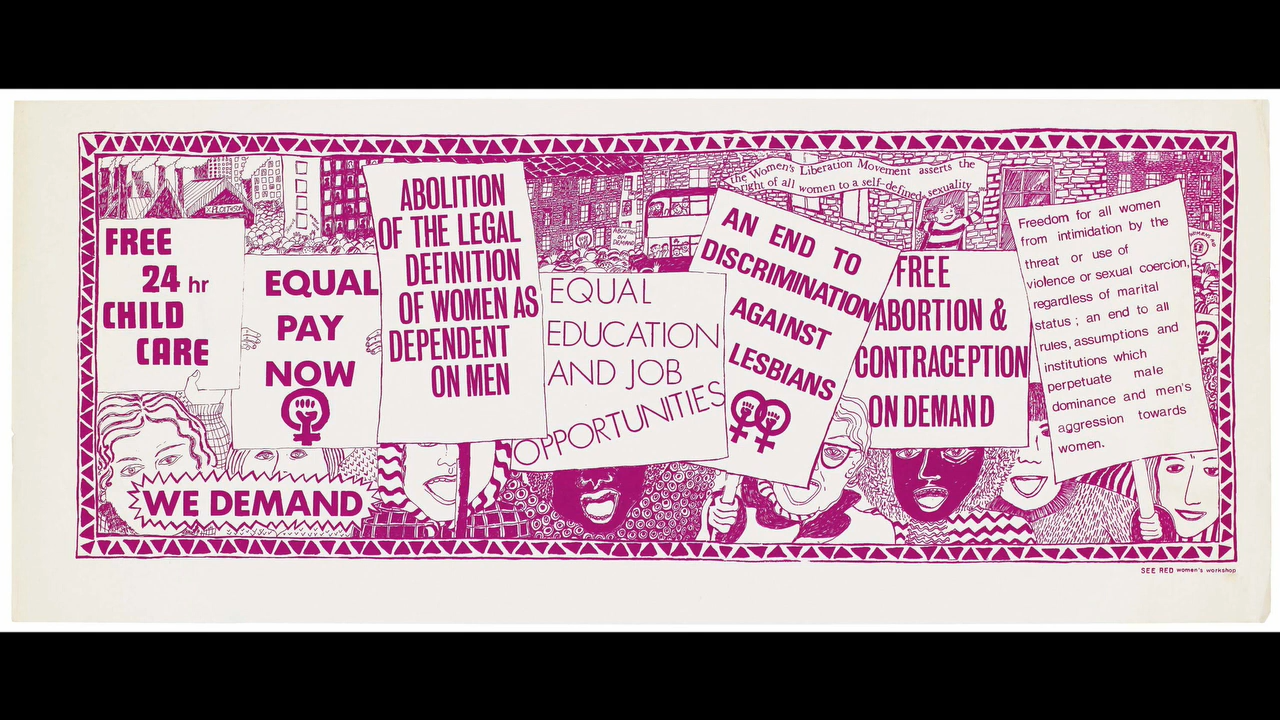 FREE
24 hr
CHILD
CARE
EQUAL
PAY
NOW
ABOLITION
OF THE LEGAL
DEFINITION
OF WOMEN AS
DEPENDENT
ON MEN
EQUAL
EDUCATION
AND JOB
OPPORTUNITIES
the Women's Liberation Movement asserts the
right of all women to a self-defined sexuality
AN END TO
DISCRIMINATION
AGAINST
LESBIANS
FREE
ABORTION &
CONTRACEPTION
ON DEMAND
Freedom for all women
from intimidation by the
threat or use of
violence or sexual coercion,
regardless of marital
status; an end to all
rules, assumptions and
institutions which
perpetuate male
dominance and men's
aggression towards
women.
ABORTION
ON
DEMAND
WE DEMAND
SEE RED women's workshop